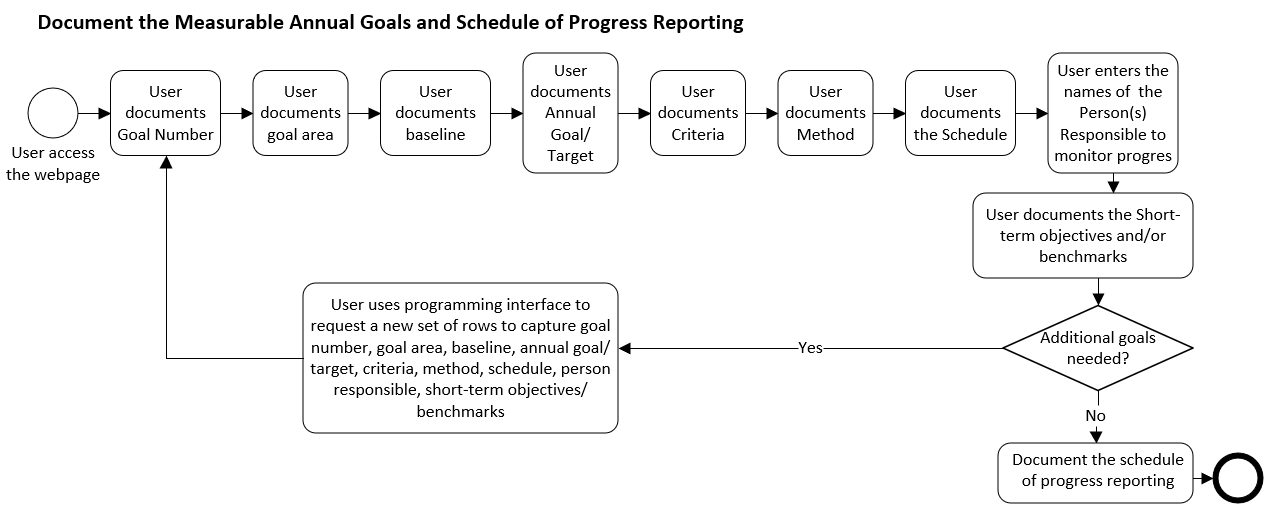 Document the Measurable Annual Goals and Schedule of Progress Reporting
User access
the webpage
User
documents
Goal Number
User
documents
goal area
User
documents
baseline
User
documents
Annual
Goal/
Target
User
documents
Criteria
User
documents
Method
User
documents
the Schedule
User enters the
names of the
Person(s)
Responsible to
monitor progres
User documents the Short-
term objectives and/or
benchmarks
Additional goals
needed?
Yes
User uses programming interface to
request a new set of rows to capture goal
number, goal area, baseline, annual goal/
target, criteria, method, schedule, person
responsible, short-term objectives/
benchmarks
No
Document the schedule
of progress reporting